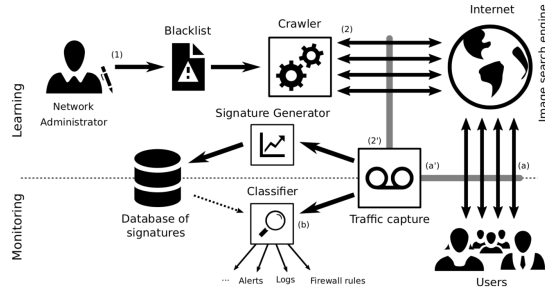 Internet
Crawler
Blacklist
(1)
(2)
Learning
Network
Administrator
Image search engine
Signature Generator
(2')
(a')
(a)
Classifier
Traffic capture
Monitoring
Database of
signatures
(b)
... Alerts Logs Firewall rules
Users